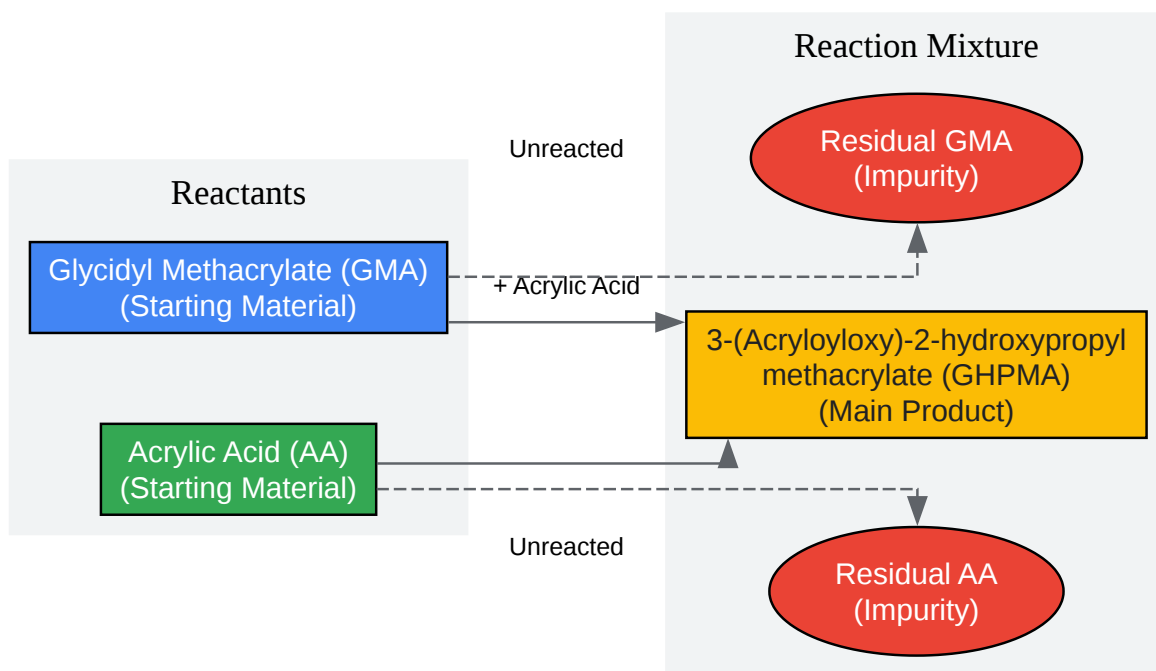 Reaction Mixture
Unreacted
Residual GMA
(Impurity)
Reactants
Glycidyl Methacrylate (GMA)
(Starting Material)
+ Acrylic Acid
3-(Acryloyloxy)-2-hydroxypropyl
methacrylate (GHPMA)
(Main Product)
Acrylic Acid (AA)
(Starting Material)
Unreacted
Residual AA
(Impurity)